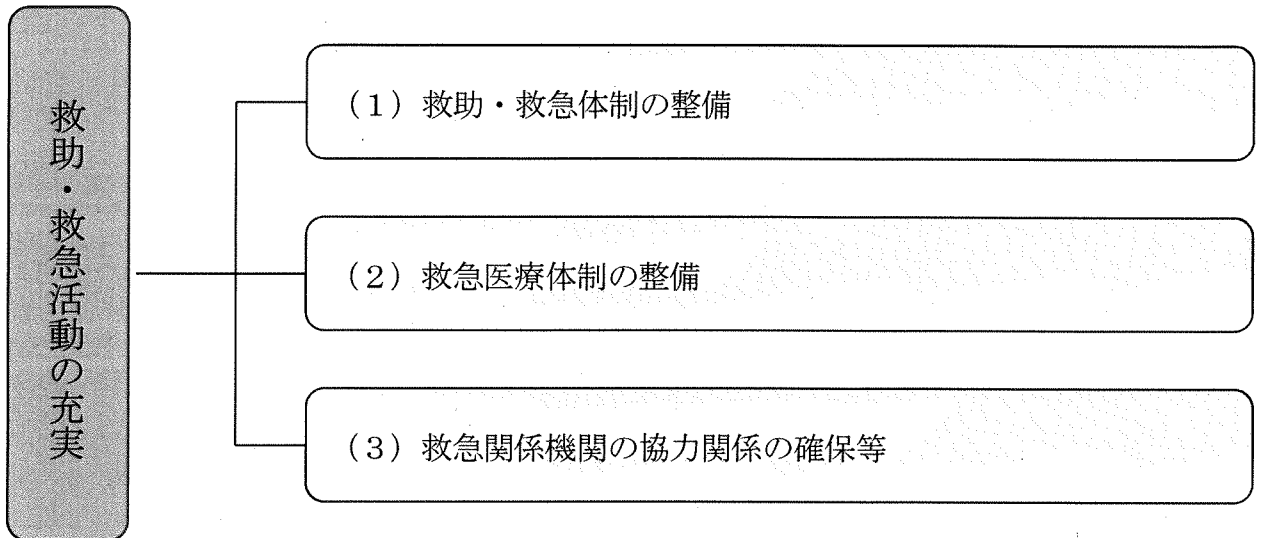 救助・救急活動の充実
（１）救助・救急体制の整備
（２）救急医療体制の整備
（３）救急関係機関の協力関係の確保等